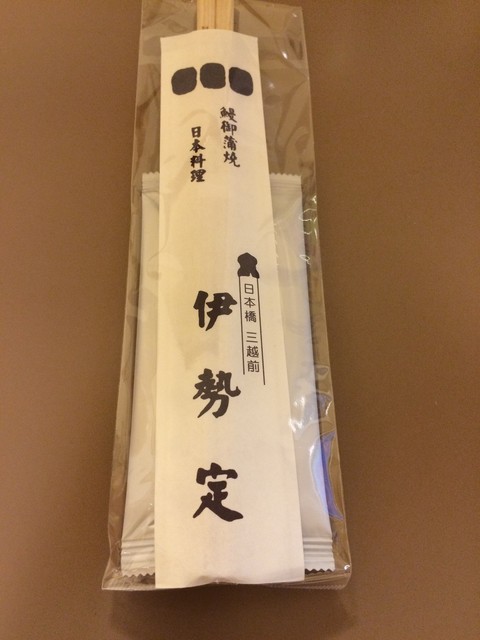 鰻御蒲焼
日本料理
日本橋 三越前
伊勢定